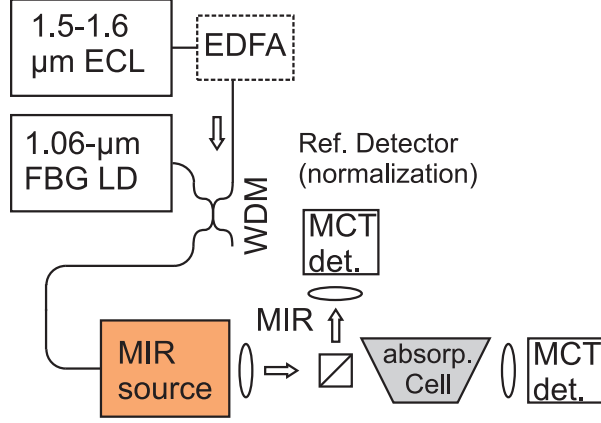 1.5-1.6
µm ECL
EDFA
1.06-µm
FBG LD
WDM
Ref. Detector
(normalization)
MCT
det.
MIR
MIR
source
absorp.
Cell
MCT
det.